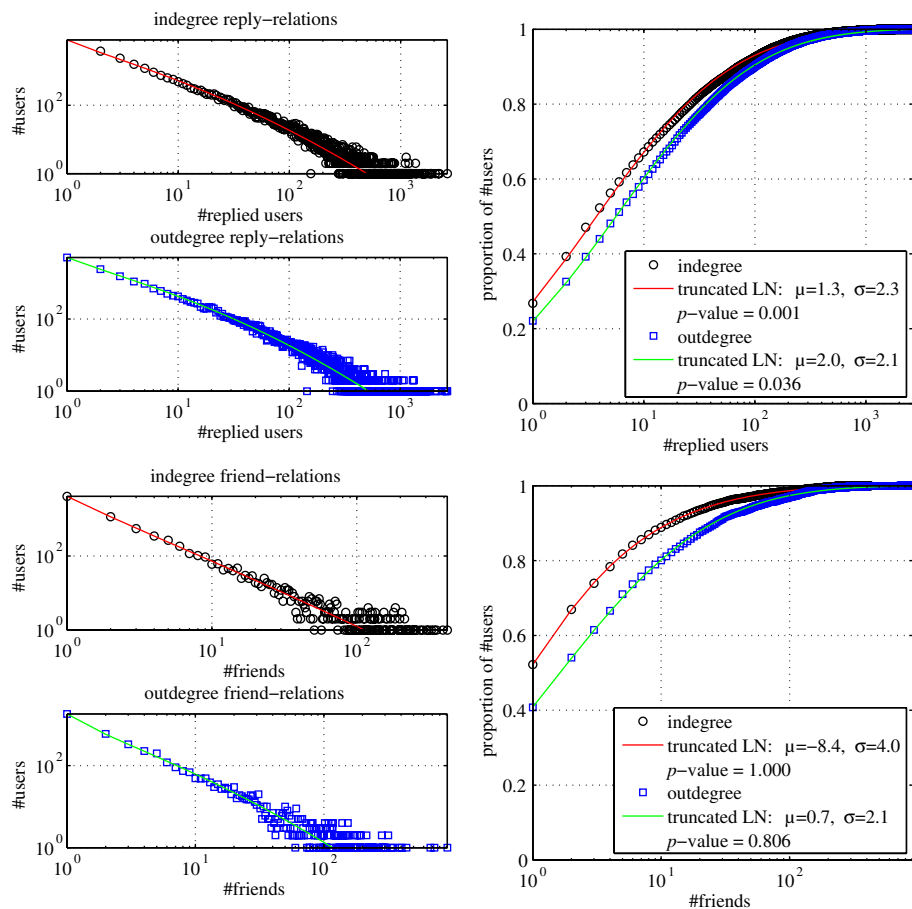 indegree reply−relations
#users
10^2
10^0
10^0 10^1 10^2 10^3
#replied users
outdegree reply−relations
#users
10^2
10^0
10^0 10^1 10^2 10^3
#replied users
proportion of #users
1
0.8
0.6
0.4
0.2
0
10^0 10^1 10^2 10^3
#replied users
indegree
truncated LN: μ=1.3, σ=2.3
p−value = 0.001
outdegree
truncated LN: μ=2.0, σ=2.1
p−value = 0.036
indegree friend−relations
#users
10^2
10^0
10^0 10^1 10^2
#friends
outdegree friend−relations
#users
10^2
10^0
10^0 10^1 10^2
#friends
proportion of #users
1
0.8
0.6
0.4
0.2
0
10^0 10^1 10^2
#friends
indegree
truncated LN: μ=−8.4, σ=4.0
p−value = 1.000
outdegree
truncated LN: μ=0.7, σ=2.1
p−value = 0.806